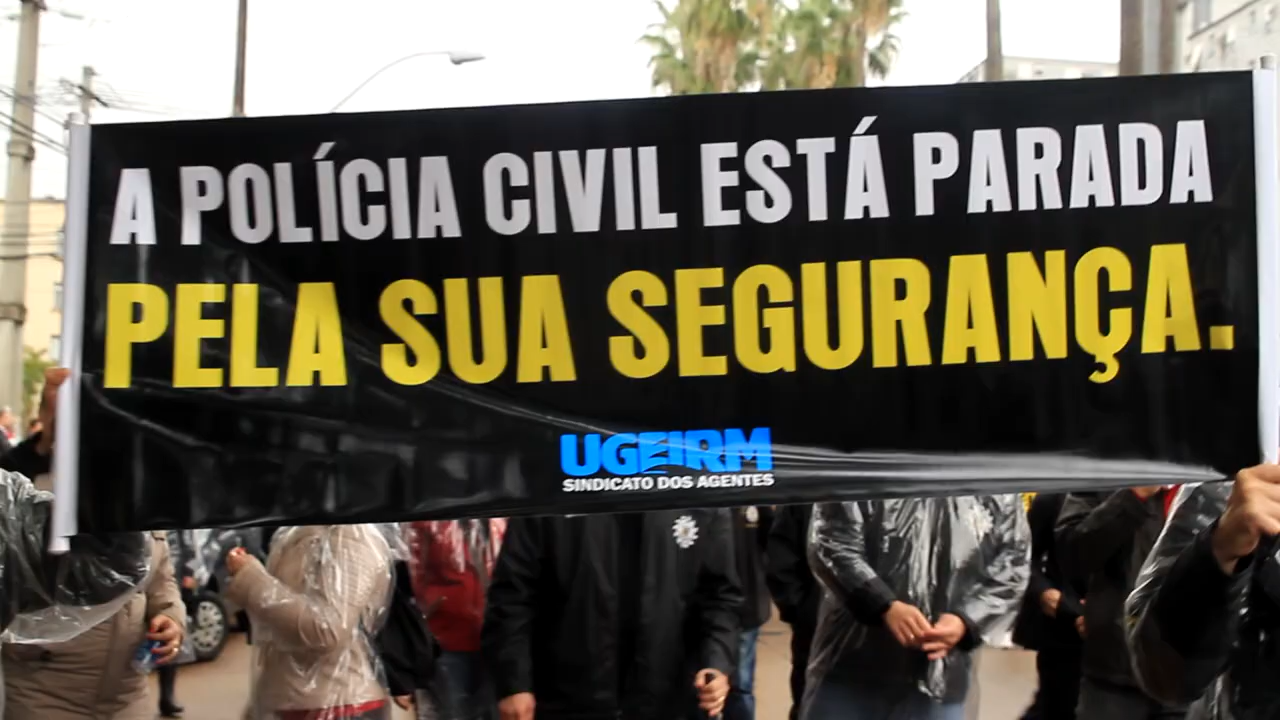 A POLÍCIA CIVIL ESTÁ PARADA
PELA SUA SEGURANÇA.
UGEIRM
SINDICATO DOS AGENTES